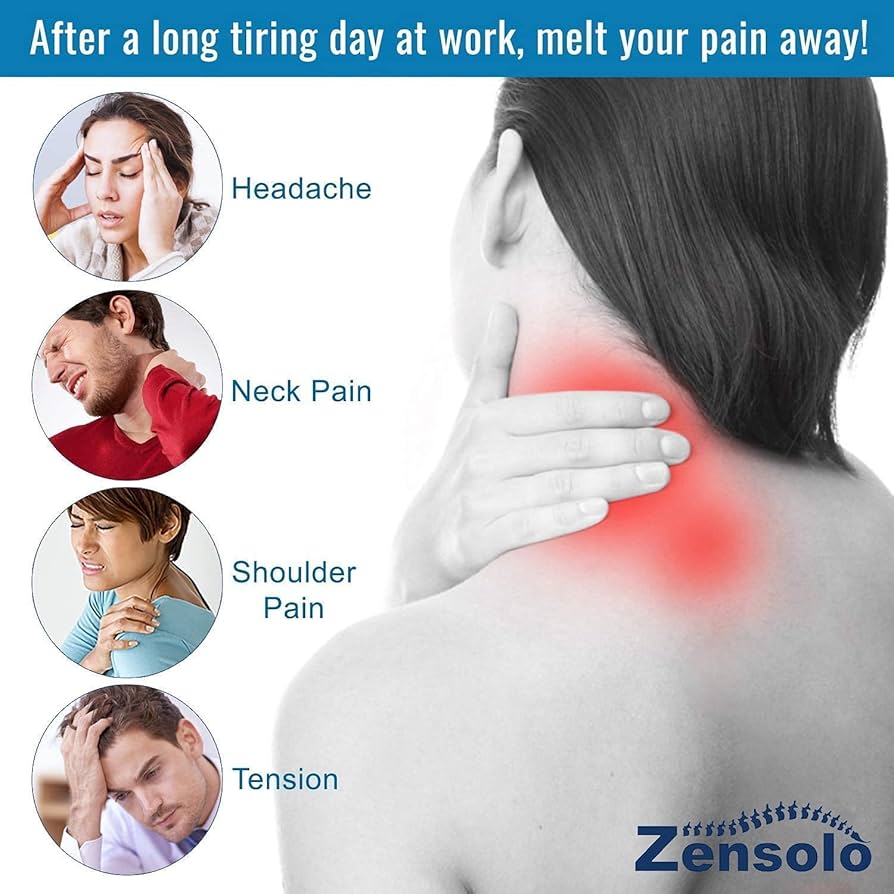 After a long tiring day at work, melt your pain away!
Headache
Neck Pain
Shoulder
Pain
Tension
Zensolo